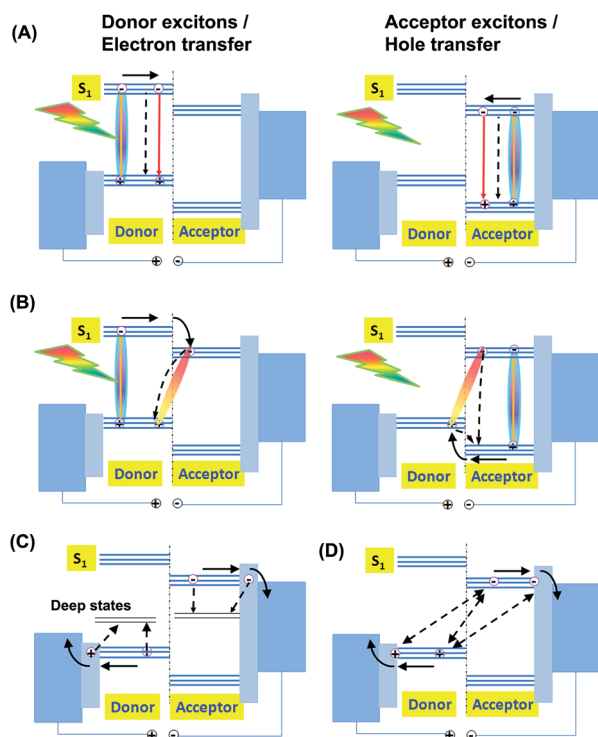 Donor excitons /
Electron transfer
Acceptor excitons /
Hole transfer
(A)
S1
Donor
Acceptor
+ -
S1
Donor
Acceptor
+ -
(B)
S1
Donor
Acceptor
+ -
S1
Donor
Acceptor
+ -
(C)
S1
Deep states
Donor
Acceptor
+ -
(D)
S1
Donor
Acceptor
+ -